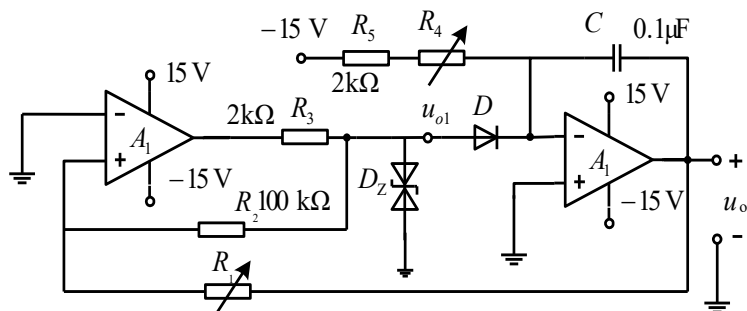 −15 V
R5
R4
C
0.1μF
2kΩ
15 V
2kΩ
R3
uo1
D
15 V
−
A1
+
−
A1
+
−15 V
DZ
−15 V
+
uo
−
R2 100 kΩ
R1